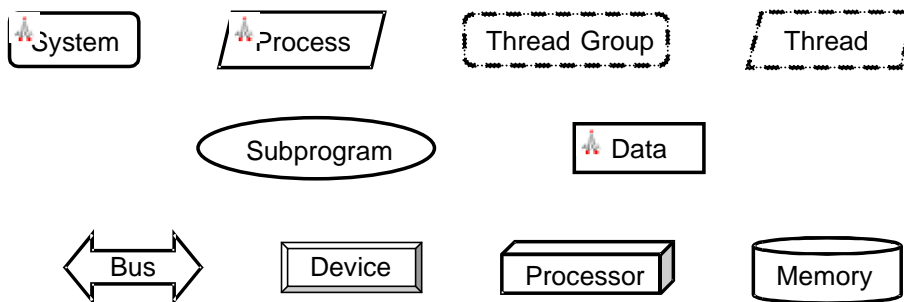 System Process Thread Group Thread
Subprogram Data
Bus Device Processor Memory